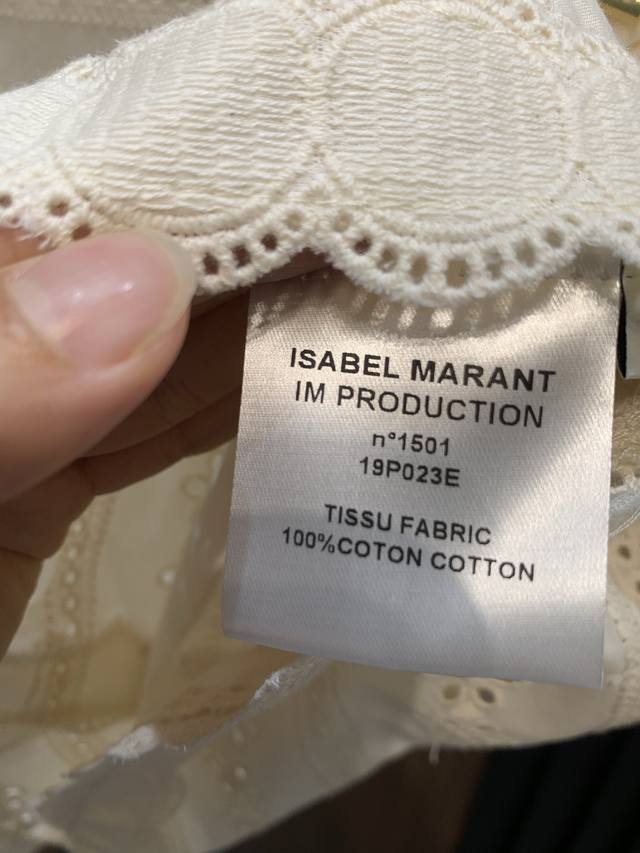 ISABEL MARANT
IM PRODUCTION
n°1501
19P023E
TISSU FABRIC
100%COTON COTTON